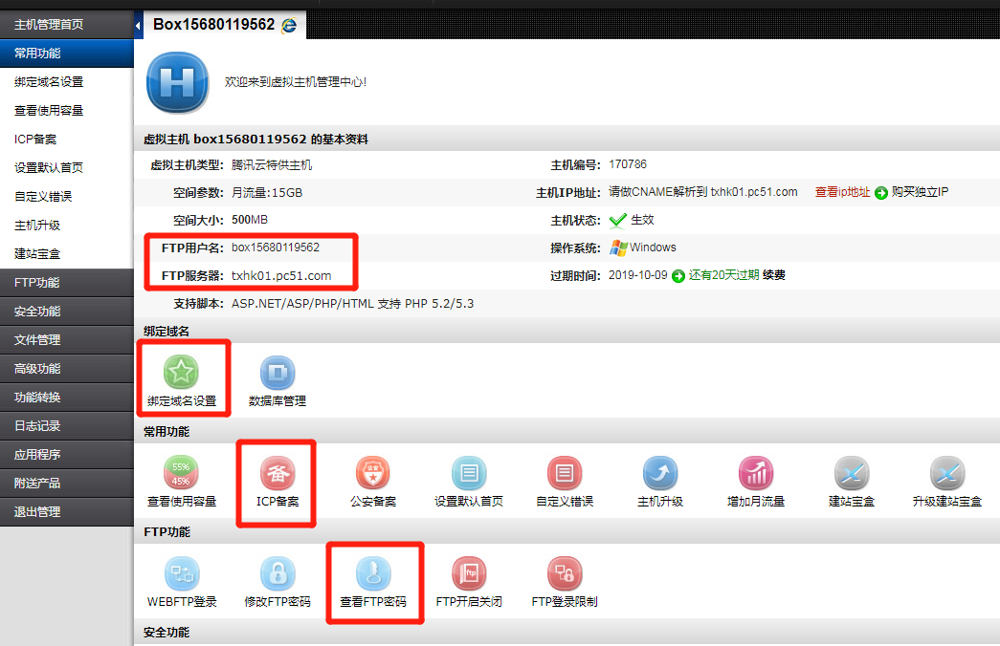 主机管理首页
常用功能
绑定域名设置
查看使用容量
ICP备案
设置默认首页
自定义错误
主机升级
建站宝盒
FTP功能
安全功能
文件管理
高级功能
功能转换
日志记录
应用程序
附送产品
退出管理
Box15680119562
H
欢迎来到虚拟主机管理中心!
虚拟主机 box15680119562 的基本资料
虚拟主机类型: 腾讯云特供主机 主机编号: 170786
空间参数: 月流量:15GB 主机IP地址: 请做CNAME解析到 txhk01.pc51.com 查看ip地址 购买独立IP
空间大小: 500MB 主机状态: 生效
FTP用户名: box15680119562 操作系统: Windows
FTP服务器: txhk01.pc51.com 过期时间: 2019-10-09 还有20天过期 续费
支持脚本: ASP.NET/ASP/PHP/HTML 支持 PHP 5.2/5.3
绑定域名
绑定域名设置 数据库管理
常用功能
55%
45%
备
查看使用容量 ICP备案 公安备案 设置默认首页 自定义错误 主机升级 增加月流量 建站宝盒 升级建站宝盒
FTP功能
ftp
WEBFTP登录 修改FTP密码 查看FTP密码 FTP开启关闭 FTP登录限制
安全功能